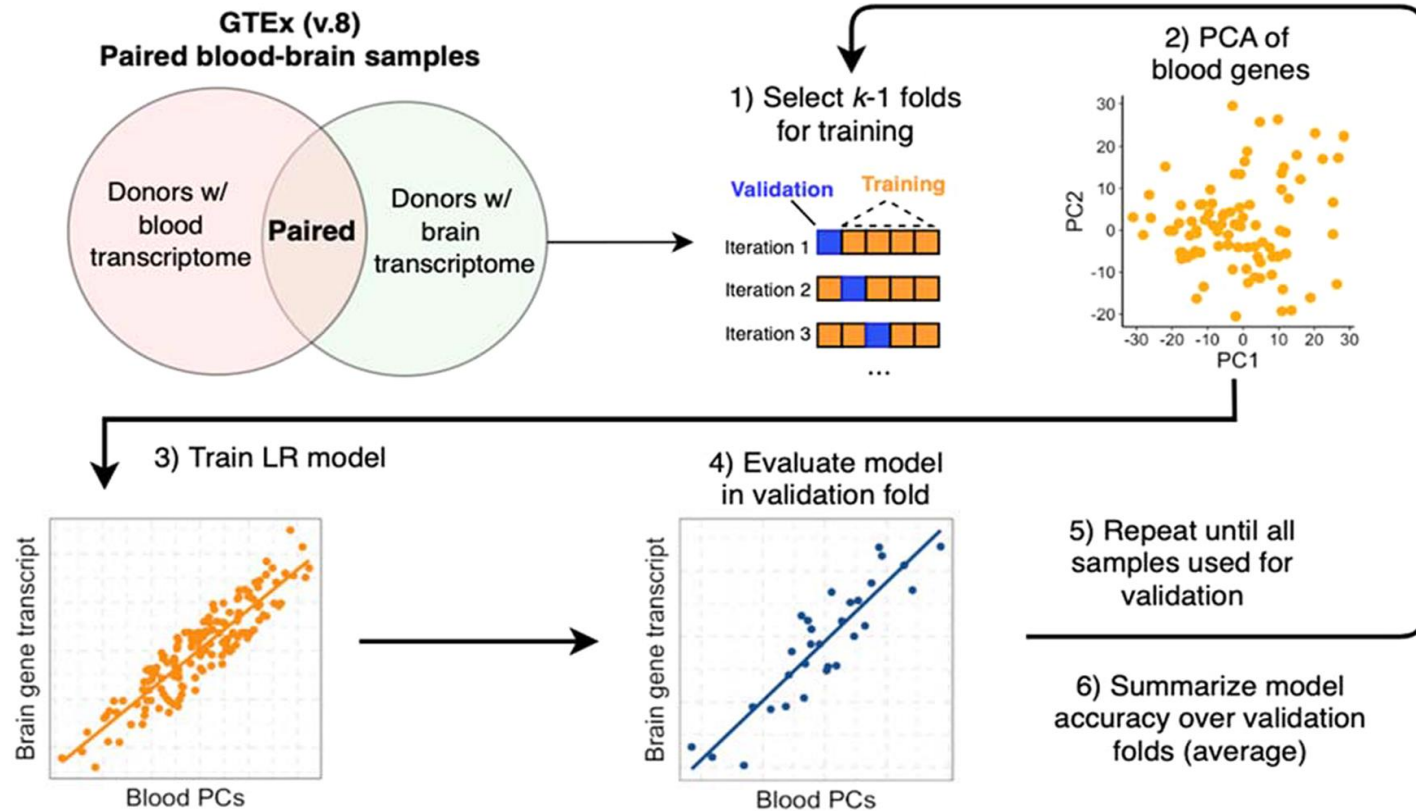 GTEx (v.8)
Paired blood-brain samples
Donors w/
blood
transcriptome
Paired
Donors w/
brain
transcriptome
1) Select k-1 folds
for training
Validation
Training
Iteration 1
Iteration 2
Iteration 3
...
2) PCA of
blood genes
PC2
30
20
10
0
-10
-20
-30 -20 -10 0 10 20 30
PC1
3) Train LR model
Brain gene transcript
Blood PCs
4) Evaluate model
in validation fold
Brain gene transcript
Blood PCs
5) Repeat until all
samples used for
validation
6) Summarize model
accuracy over validation
folds (average)